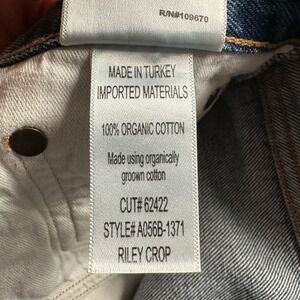 R/N#109670
MADE IN TURKEY
IMPORTED MATERIALS
100% ORGANIC COTTON
Made using organically
groown cotton
CUT# 62422
STYLE# A056B-1371
RILEY CROP